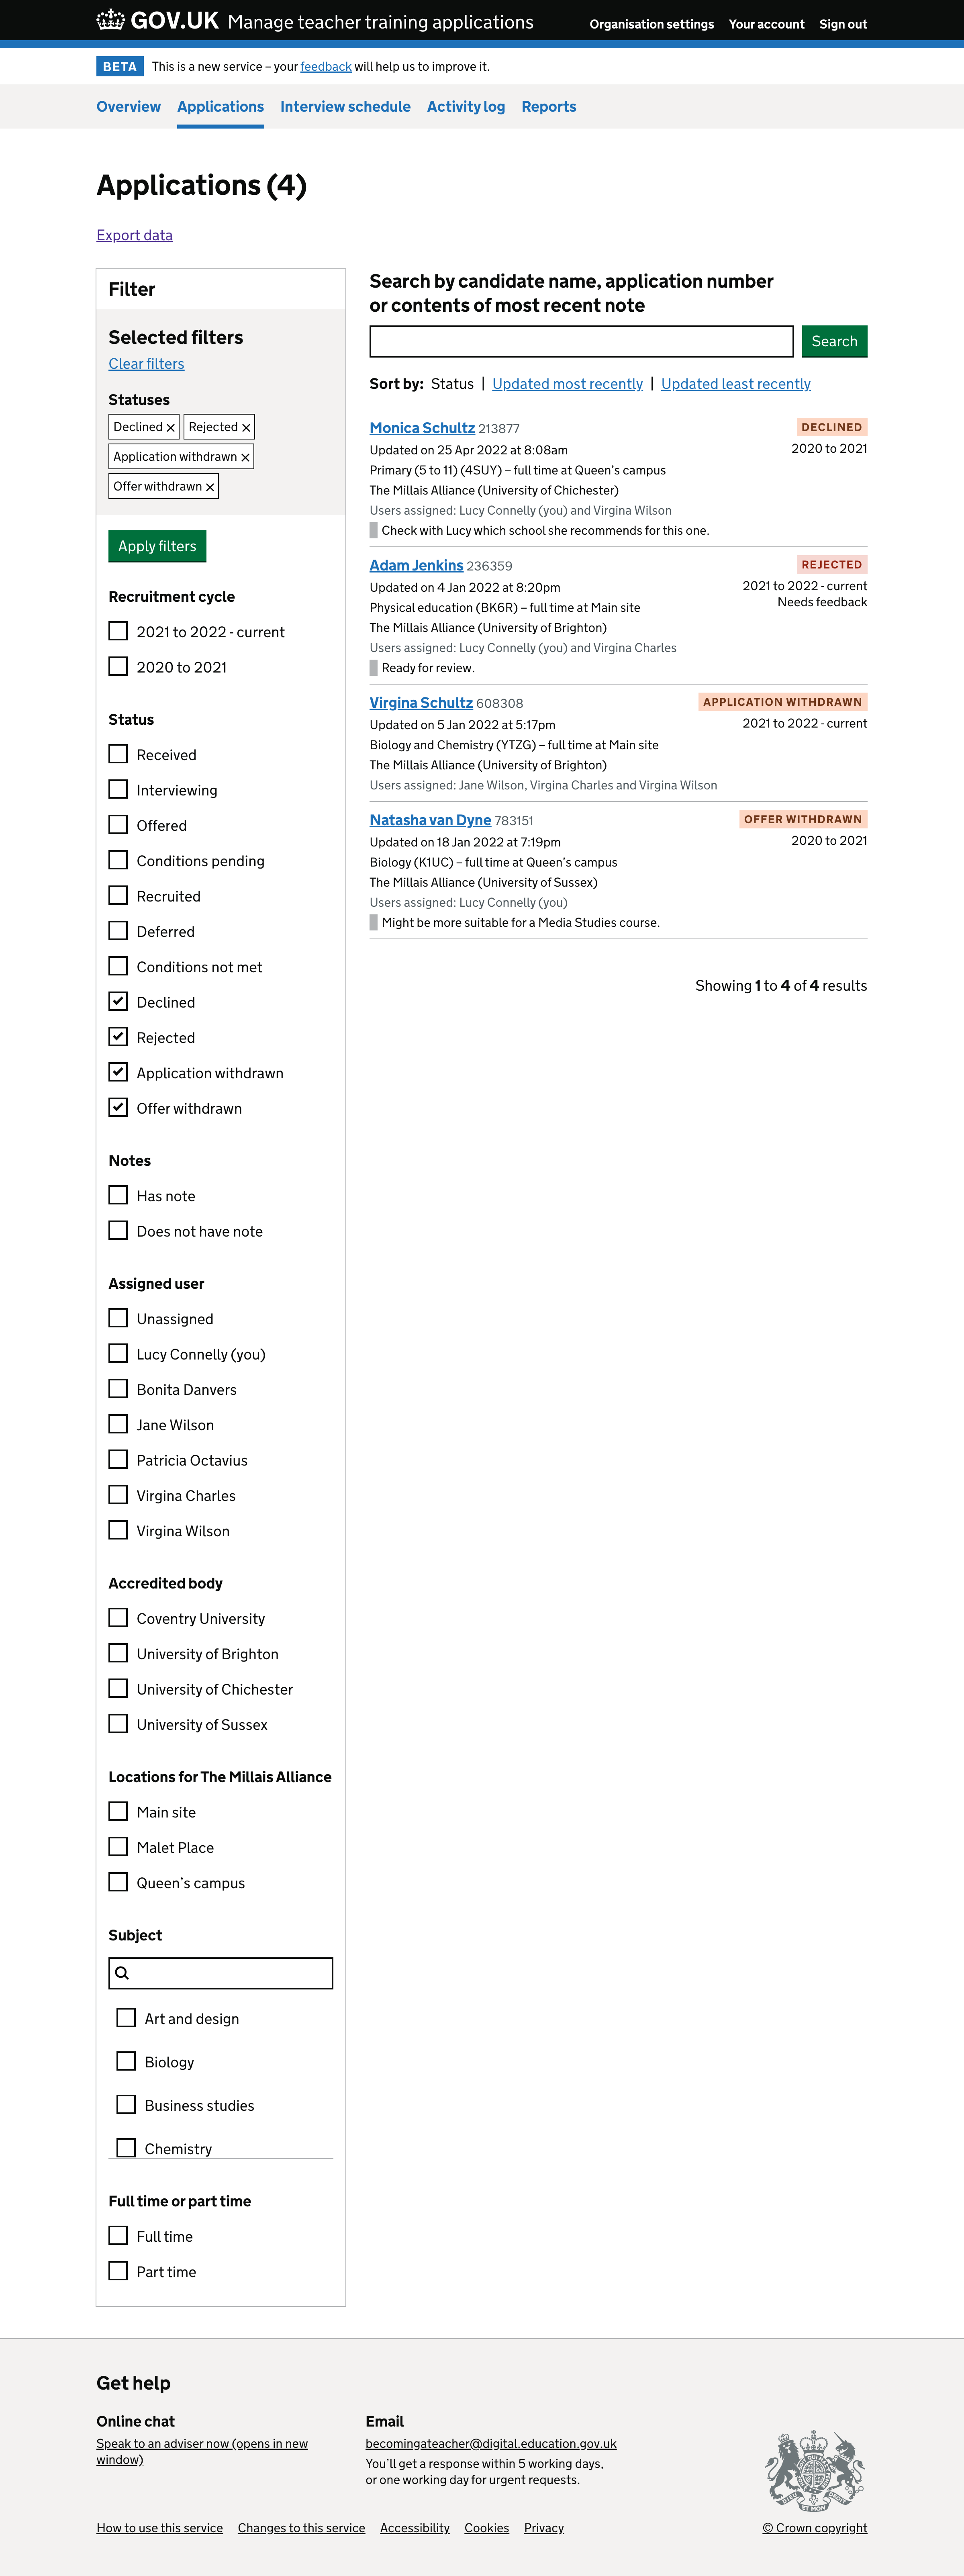 GOV.UK Manage teacher training applications
Organisation settings Your account Sign out
BETA This is a new service – your feedback will help us to improve it.
Overview Applications Interview schedule Activity log Reports
Applications (4)
Export data
Filter
Selected filters
Clear filters
Statuses
Declined ✕ Rejected ✕
Application withdrawn ✕
Offer withdrawn ✕
Apply filters
Recruitment cycle
2021 to 2022 - current
2020 to 2021
Status
Received
Interviewing
Offered
Conditions pending
Recruited
Deferred
Conditions not met
Declined
Rejected
Application withdrawn
Offer withdrawn
Notes
Has note
Does not have note
Assigned user
Unassigned
Lucy Connelly (you)
Bonita Danvers
Jane Wilson
Patricia Octavius
Virgina Charles
Virgina Wilson
Accredited body
Coventry University
University of Brighton
University of Chichester
University of Sussex
Locations for The Millais Alliance
Main site
Malet Place
Queen’s campus
Subject
Art and design
Biology
Business studies
Chemistry
Full time or part time
Full time
Part time
Search by candidate name, application number
or contents of most recent note
Search
Sort by: Status | Updated most recently | Updated least recently
Monica Schultz 213877
DECLINED
Updated on 25 Apr 2022 at 8:08am
2020 to 2021
Primary (5 to 11) (4SUY) – full time at Queen’s campus
The Millais Alliance (University of Chichester)
Users assigned: Lucy Connelly (you) and Virgina Wilson
Check with Lucy which school she recommends for this one.
Adam Jenkins 236359
REJECTED
Updated on 4 Jan 2022 at 8:20pm
2021 to 2022 - current
Needs feedback
Physical education (BK6R) – full time at Main site
The Millais Alliance (University of Brighton)
Users assigned: Lucy Connelly (you) and Virgina Charles
Ready for review.
Virgina Schultz 608308
APPLICATION WITHDRAWN
Updated on 5 Jan 2022 at 5:17pm
2021 to 2022 - current
Biology and Chemistry (YTZG) – full time at Main site
The Millais Alliance (University of Brighton)
Users assigned: Jane Wilson, Virgina Charles and Virgina Wilson
Natasha van Dyne 783151
OFFER WITHDRAWN
Updated on 18 Jan 2022 at 7:19pm
2020 to 2021
Biology (K1UC) – full time at Queen’s campus
The Millais Alliance (University of Sussex)
Users assigned: Lucy Connelly (you)
Might be more suitable for a Media Studies course.
Showing 1 to 4 of 4 results
Get help
Online chat
Speak to an adviser now (opens in new
window)
Email
becomingateacher@digital.education.gov.uk
You’ll get a response within 5 working days,
or one working day for urgent requests.
How to use this service Changes to this service Accessibility Cookies Privacy
© Crown copyright